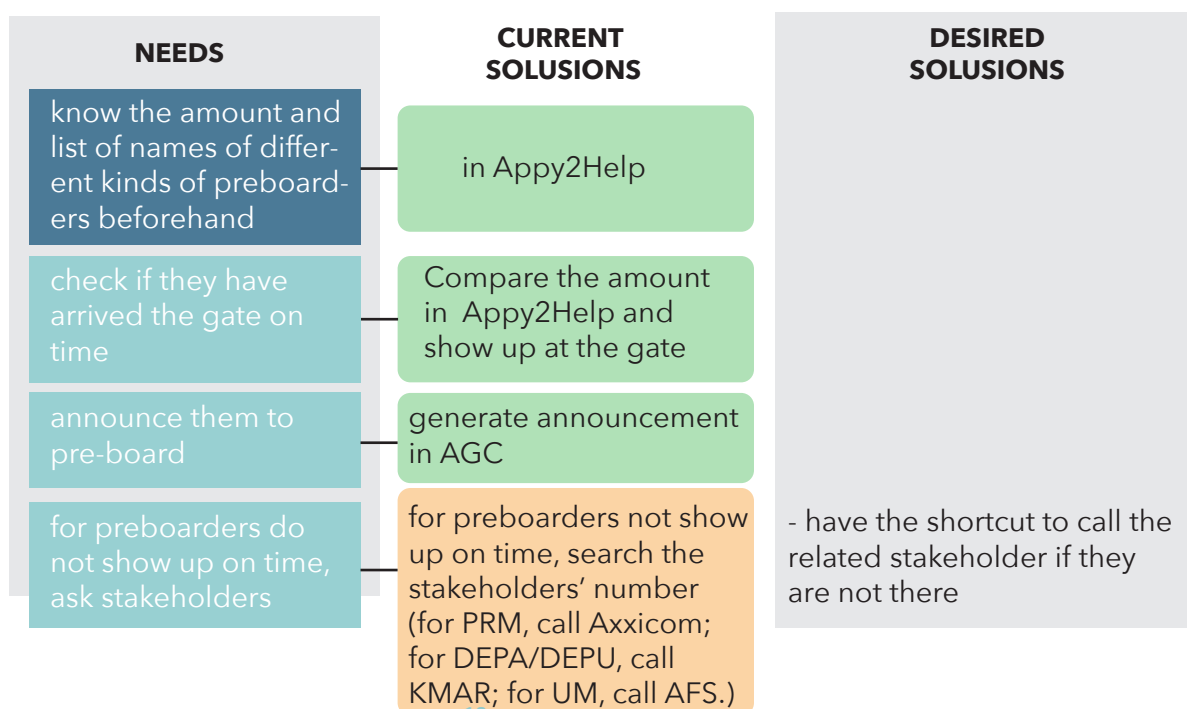 NEEDS
CURRENT
SOLUSIONS
DESIRED
SOLUSIONS
know the amount and
list of names of differ-
ent kinds of preboard-
ers beforehand
in Appy2Help
check if they have
arrived the gate on
time
Compare the amount
in Appy2Help and
show up at the gate
announce them to
pre-board
generate announcement
in AGC
for preboarders do
not show up on time,
ask stakeholders
for preboarders not show
up on time, search the
stakeholders’ number
(for PRM, call Axxicom;
for DEPA/DEPU, call
KMAR; for UM, call AFS.)
- have the shortcut to call the
related stakeholder if they
are not there